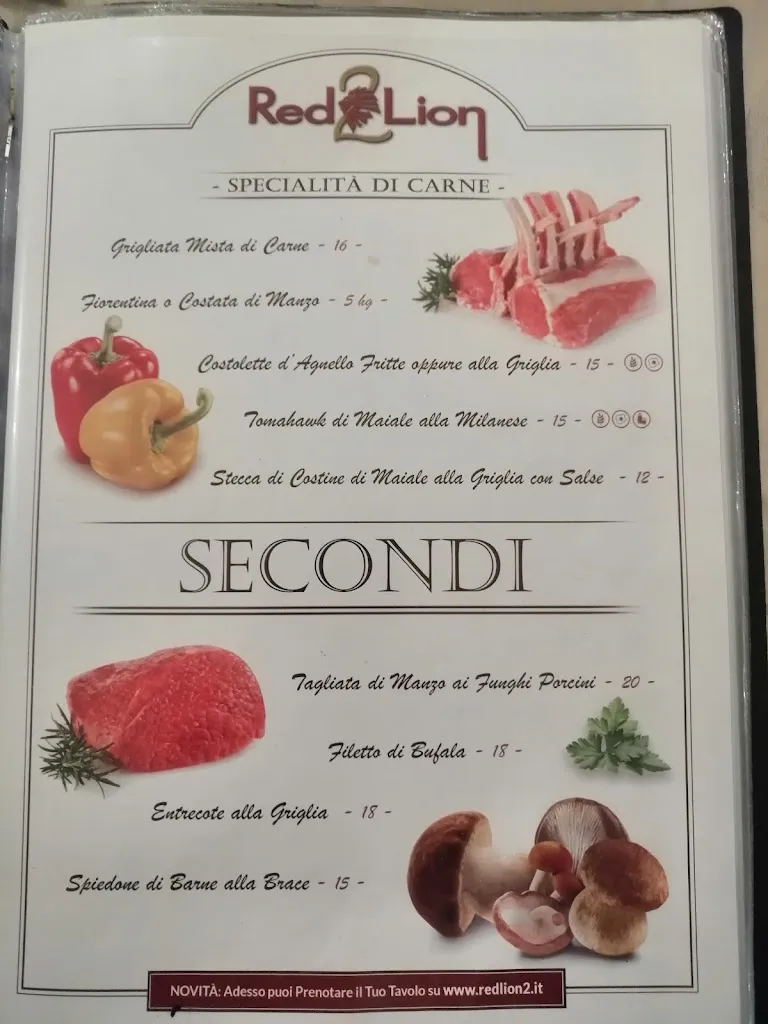 Red 2 Lion
- SPECIALITÀ DI CARNE -
Grigliata Mista di Carne - 16 -
Fiorentina o Costata di Manzo - 5 hg -
Costolette d'Agnello Fritte oppure alla Griglia - 15 -
Tomahawk di Maiale alla Milanese - 15 -
Stecca di Costine di Maiale alla Griglia con Salse - 12 -
SECONDI
Tagliata di Manzo ai Funghi Porcini - 20 -
Filetto di Bufala - 18 -
Entrecote alla Griglia - 18 -
Spiedone di Barne alla Brace - 15 -
NOVITÀ: Adesso puoi Prenotare il Tuo Tavolo su www.redlion2.it